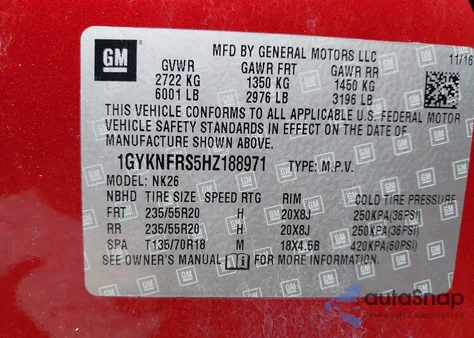 GM
MFD BY GENERAL MOTORS LLC
11/16
GVWR GAWR FRT GAWR RR
2722 KG 1350 KG 1450 KG
6001 LB 2976 LB 3196 LB
THIS VEHICLE CONFORMS TO ALL APPLICABLE U.S. FEDERAL MOTOR
VEHICLE SAFETY STANDARDS IN EFFECT ON THE DATE OF
MANUFACTURE SHOWN ABOVE.
1GYKNFRS5HZ188971 TYPE: M.P.V.
MODEL: NK26
NBHD TIRE SIZE SPEED RTG RIM COLD TIRE PRESSURE
FRT 235/55R20 H 20X8J 250KPA(36PSI)
RR 235/55R20 H 20X8J 250KPA(36PSI)
SPA T135/70R18 M 18X4.5B 420KPA(60PSI)
SEE OWNER'S MANUAL FOR MORE INFORMATION.
autoSnap